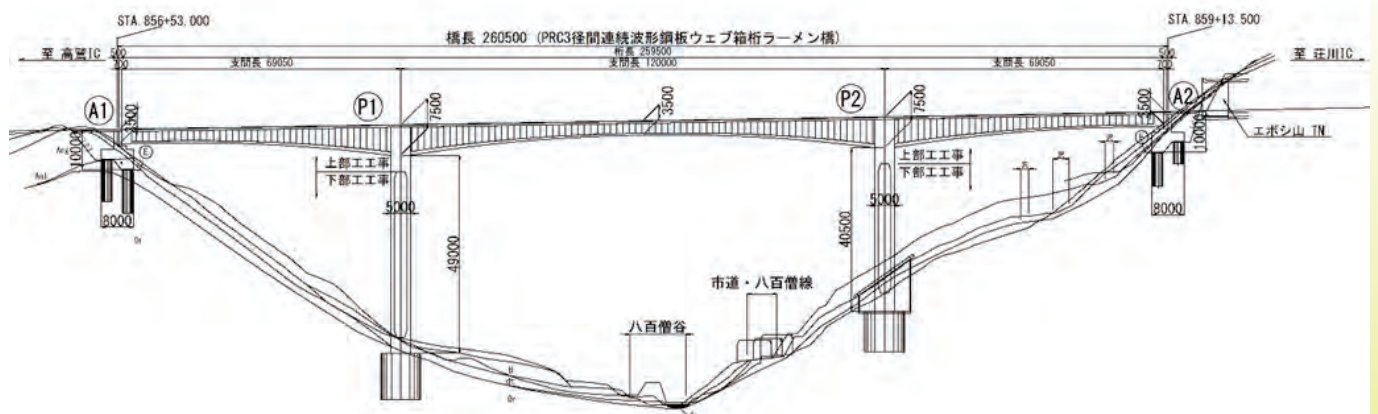 STA. 856+53.000
STA. 859+13.500
橋長 260500 (PRC3径間連続波形鋼板ウェブ箱桁ラーメン橋)
500 桁長 259500 500
至 高鷲IC
至 荘川IC
700 支間長 69050 支間長 120000 支間長 69050 700
A1
P1
P2
A2
3500
7500
3500
7500
3500
エボシ山 TN
10000
E
上部工工事
下部工工事
上部工工事
下部工工事
10000
5000
5000
8000
8000
49000
40500
市道・八百僧線
八百僧谷
Dr
Dr